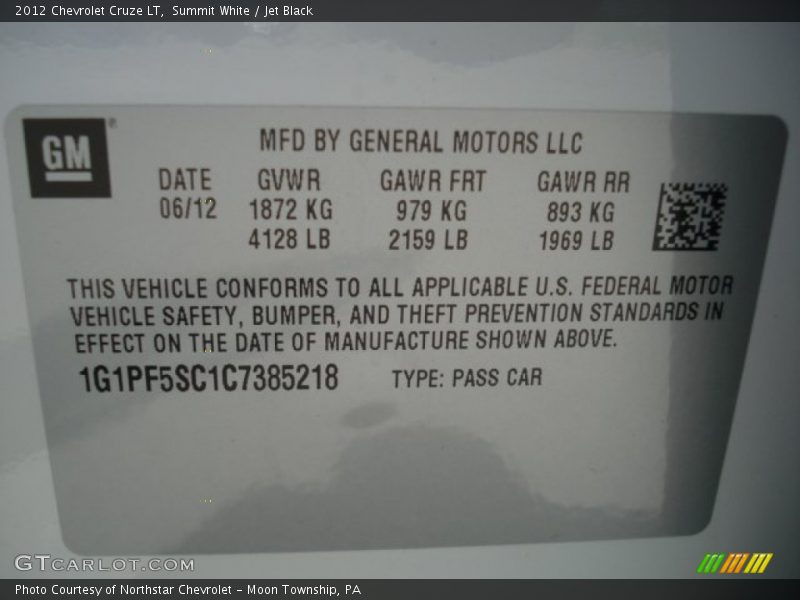 2012 Chevrolet Cruze LT, Summit White / Jet Black
GM®
MFD BY GENERAL MOTORS LLC
DATE GVWR GAWR FRT GAWR RR
06/12 1872 KG 979 KG 893 KG
4128 LB 2159 LB 1969 LB
THIS VEHICLE CONFORMS TO ALL APPLICABLE U.S. FEDERAL MOTOR
VEHICLE SAFETY, BUMPER, AND THEFT PREVENTION STANDARDS IN
EFFECT ON THE DATE OF MANUFACTURE SHOWN ABOVE.
1G1PF5SC1C7385218 TYPE: PASS CAR
GTCARLOT.COM
Photo Courtesy of Northstar Chevrolet - Moon Township, PA